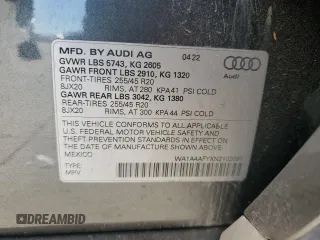 MFD. BY AUDI AG 04/22
GVWR LBS 5743, KG 2605
GAWR FRONT LBS 2910, KG 1320
FRONT-TIRES 255/45 R20
8JX20 RIMS, AT 280 KPA 41 PSI COLD
GAWR REAR LBS 3042, KG 1380
REAR-TIRES 255/45 R20
8JX20 RIMS, AT 300 KPA 44 PSI COLD
Audi
THIS VEHICLE CONFORMS TO ALL APPLICABLE
FEDERAL MOTOR VEHICLE SAFETY, BUMPER AND
THEFT PREVENTION STANDARDS IN EFFECT
ON THE DATE OF MANUFACTURE SHOWN ABOVE
MEXICO
TYPE:
MPV
DREAMBID